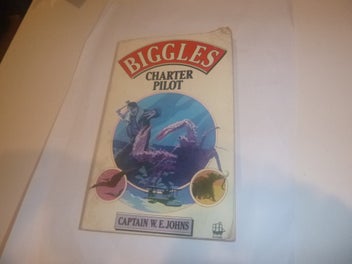 BIGGLES
CHARTER
PILOT
CAPTAIN W. E. JOHNS